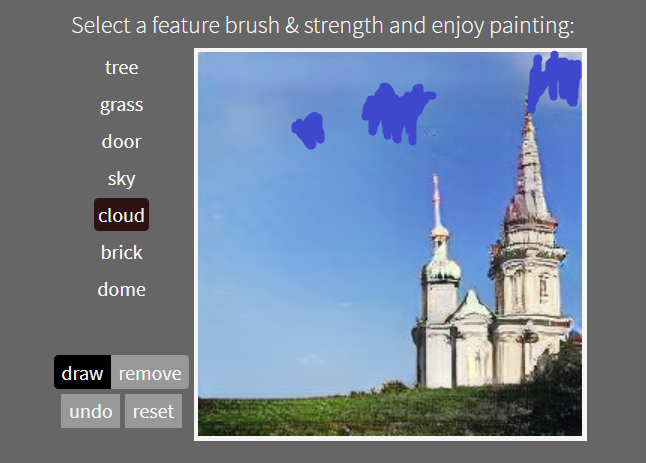 Select a feature brush & strength and enjoy painting:
tree
grass
door
sky
cloud
brick
dome
draw remove
undo reset